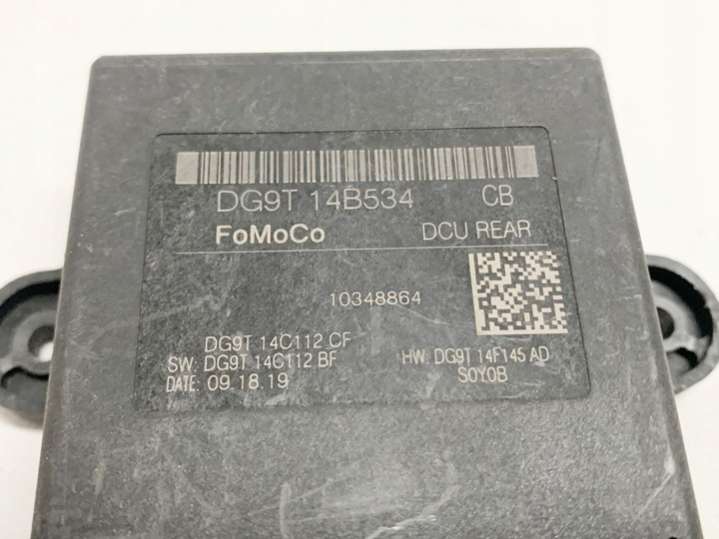 DG9T 14B534 CB
FoMoCo DCU REAR
10348864
DG9T 14C112 CF
SW: DG9T 14C112 BF HW: DG9T 14F145 AD
DATE: 09.18.19 S0Y0B